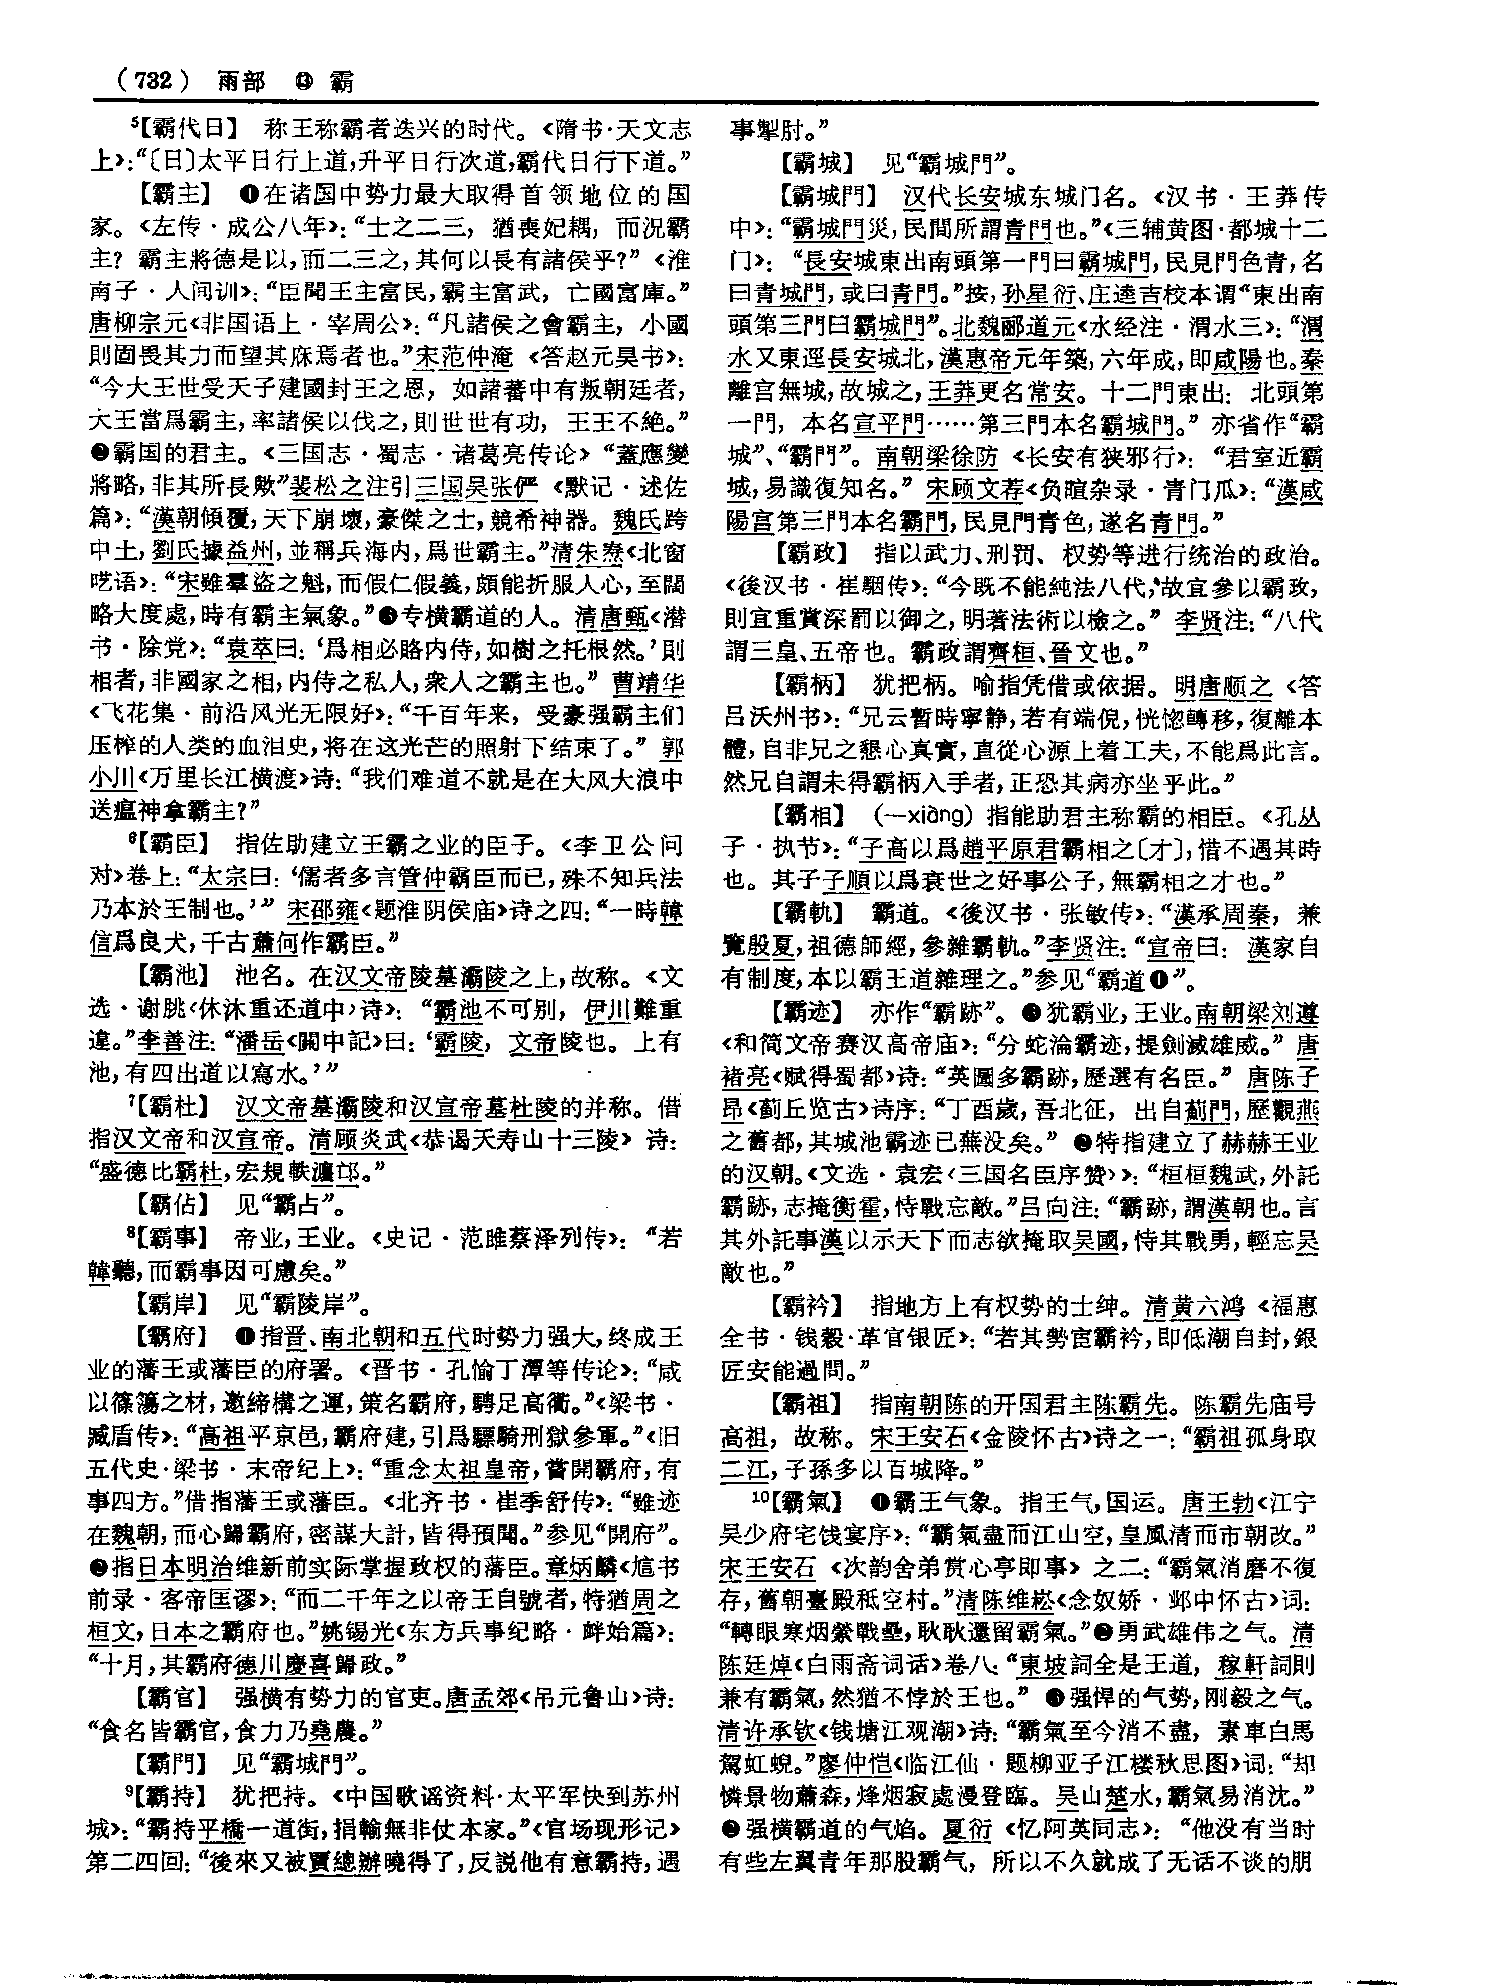 （732） 雨部 ⓭ 霸
⁵【霸代日】 称王称霸者迭兴的时代。《隋书·天文志
上》：“〔日〕太平日行上道，升平日行次道，霸代日行下道。”
【霸主】 ❶在诸国中势力最大取得首领地位的国
家。《左传·成公八年》：“士之二三，猶喪妃耦，而況霸
主？霸主將德是以，而二三之，其何以長有諸侯乎？”《淮
南子·人间训》：“臣聞王主富民，霸主富武，亡國富庫。”
唐柳宗元《非国语上·宰周公》：“凡諸侯之會霸主，小國
則固畏其力而望其庥焉者也。”宋范仲淹《答赵元昊书》：
“今大王世受天子建國封王之恩，如諸蕃中有叛朝廷者，
大王當爲霸主，率諸侯以伐之，則世世有功，王王不絶。”
❷霸国的君主。《三国志·蜀志·诸葛亮传论》“蓋應變
將略，非其所長歟”裴松之注引三国吴张俨《默记·述佐
篇》：“漢朝傾覆，天下崩壞，豪傑之士，競希神器。魏氏跨
中土，劉氏據益州，並稱兵海内，爲世霸主。”清朱焘《北窗
呓语》：“宋雖羣盜之魁，而假仁假義，頗能折服人心，至闊
略大度處，時有霸主氣象。”❸专横霸道的人。清唐甄《潜
书·除党》：“袁萃曰：‘爲相必賂内侍，如樹之托根然。’則
相者，非國家之相，内侍之私人，衆人之霸主也。”曹靖华
《飞花集·前沿风光无限好》：“千百年来，受豪强霸主们
压榨的人类的血泪史，将在这光芒的照射下结束了。”郭
小川《万里长江横渡》诗：“我们难道不就是在大风大浪中
送瘟神拿霸主？”
⁶【霸臣】 指佐助建立王霸之业的臣子。《李卫公问
对》卷上：“太宗曰：‘儒者多言管仲霸臣而已，殊不知兵法
乃本於王制也。’”宋邵雍《题淮阴侯庙》诗之四：“一時韓
信爲良犬，千古蕭何作霸臣。”
【霸池】 池名。在汉文帝陵墓灞陵之上，故称。《文
选·谢朓〈休沐重还道中〉诗》：“霸池不可别，伊川難重
違。”李善注：“潘岳《關中記》曰：‘霸陵，文帝陵也。上有
池，有四出道以寫水。’”
⁷【霸杜】 汉文帝墓灞陵和汉宣帝墓杜陵的并称。借
指汉文帝和汉宣帝。清顾炎武《恭谒天寿山十三陵》诗：
“盛德比霸杜，宏規軼瀍邙。”
【霸佔】 见“霸占”。
⁸【霸事】 帝业，王业。《史记·范雎蔡泽列传》：“若
韓聽，而霸事因可慮矣。”
【霸岸】 见“霸陵岸”。
【霸府】 ❶指晋、南北朝和五代时势力强大，终成王
业的藩王或藩臣的府署。《晋书·孔愉丁潭等传论》：“咸
以篠簜之材，邀締構之運，策名霸府，騁足高衢。”《梁书·
臧盾传》：“高祖平京邑，霸府建，引爲驃騎刑獄參軍。”《旧
五代史·梁书·末帝纪上》：“重念太祖皇帝，嘗開霸府，有
事四方。”借指藩王或藩臣。《北齐书·崔季舒传》：“雖迹
在魏朝，而心歸霸府，密謀大計，皆得預聞。”参见“開府”。
❷指日本明治维新前实际掌握政权的藩臣。章炳麟《訄书
前录·客帝匡谬》：“而二千年之以帝王自號者，特猶周之
桓文，日本之霸府也。”姚锡光《东方兵事纪略·衅始篇》：
“十月，其霸府德川慶喜歸政。”
【霸官】 强横有势力的官吏。唐孟郊《吊元鲁山》诗：
“食名皆霸官，食力乃堯農。”
【霸門】 见“霸城門”。
⁹【霸持】 犹把持。《中国歌谣资料·太平军快到苏州
城》：“霸持平橋一道街，捐輸無非仗本家。”《官场现形记》
第二四回：“後來又被賈總辦曉得了，反説他有意霸持，遇
事掣肘。”
【霸城】 见“霸城門”。
【霸城門】 汉代长安城东城门名。《汉书·王莽传
中》：“霸城門災，民間所謂青門也。”《三辅黄图·都城十二
门》：“長安城東出南頭第一門曰霸城門，民見門色青，名
曰青城門，或曰青門。”按，孙星衍、庄逵吉校本谓“東出南
頭第三門曰霸城門”。北魏郦道元《水经注·渭水三》：“渭
水又東逕長安城北，漢惠帝元年築，六年成，即咸陽也。秦
離宫無城，故城之，王莽更名常安。十二門東出：北頭第
一門，本名宣平門……第三門本名霸城門。”亦省作“霸
城”、“霸門”。南朝梁徐防《长安有狭邪行》：“君室近霸
城，易識復知名。”宋顾文荐《负暄杂录·青门瓜》：“漢咸
陽宫第三門本名霸門，民見門青色，遂名青門。”
【霸政】 指以武力、刑罚、权势等进行统治的政治。
《後汉书·崔駰传》：“今既不能純法八代，故宜參以霸政，
則宜重賞深罰以御之，明著法術以檢之。”李贤注：“八代
謂三皇、五帝也。霸政謂齊桓、晉文也。”
【霸柄】 犹把柄。喻指凭借或依据。明唐顺之《答
吕沃州书》：“兄云暫時寧静，若有端倪，恍惚轉移，復離本
體，自非兄之懇心真實，直從心源上着工夫，不能爲此言。
然兄自謂未得霸柄入手者，正恐其病亦坐乎此。”
【霸相】 （—xiàng）指能助君主称霸的相臣。《孔丛
子·执节》：“子高以爲趙平原君霸相之〔才〕，惜不遇其時
也。其子子順以爲衰世之好事公子，無霸相之才也。”
【霸軌】 霸道。《後汉书·张敏传》：“漢承周秦，兼
覽殷夏，祖德師經，參雜霸軌。”李贤注：“宣帝曰：漢家自
有制度，本以霸王道雜理之。”参见“霸道❶”。
【霸迹】 亦作“霸跡”。❶犹霸业，王业。南朝梁刘遵
《和简文帝赛汉高帝庙》：“分蛇淪霸迹，提劍滅雄威。”唐
褚亮《赋得蜀都》诗：“英圖多霸跡，歷選有名臣。”唐陈子
昂《蓟丘览古》诗序：“丁酉歲，吾北征，出自薊門，歷觀燕
之舊都，其城池霸迹已蕪没矣。”❷特指建立了赫赫王业
的汉朝。《文选·袁宏〈三国名臣序赞〉》：“桓桓魏武，外託
霸跡，志掩衡霍，恃戰忘敵。”吕向注：“霸跡，謂漢朝也。言
其外託事漢以示天下而志欲掩取吴國，恃其戰勇，輕忘吴
敵也。”
【霸衿】 指地方上有权势的士绅。清黄六鸿《福惠
全书·钱穀·革官银匠》：“若其勢宦霸衿，即低潮自封，銀
匠安能過問。”
【霸祖】 指南朝陈的开国君主陈霸先。陈霸先庙号
高祖，故称。宋王安石《金陵怀古》诗之一：“霸祖孤身取
二江，子孫多以百城降。”
¹⁰【霸氣】 ❶霸王气象。指王气，国运。唐王勃《江宁
吴少府宅饯宴序》：“霸氣盡而江山空，皇風清而市朝改。”
宋王安石《次韵舍弟赏心亭即事》之二：“霸氣消磨不復
存，舊朝臺殿秪空村。”清陈维崧《念奴娇·邺中怀古》词：
“轉眼寒烟縈戰壘，耿耿還留霸氣。”❷勇武雄伟之气。清
陈廷焯《白雨斋词话》卷八：“東坡詞全是王道，稼軒詞則
兼有霸氣，然猶不悖於王也。”❸强悍的气势，刚毅之气。
清许承钦《钱塘江观潮》诗：“霸氣至今消不盡，素車白馬
駕虹蜺。”廖仲恺《临江仙·题柳亚子江楼秋思图》词：“却
憐景物蕭森，烽烟寂處漫登臨。吴山楚水，霸氣易消沈。”
❹强横霸道的气焰。夏衍《忆阿英同志》：“他没有当时
有些左翼青年那股霸气，所以不久就成了无话不谈的朋